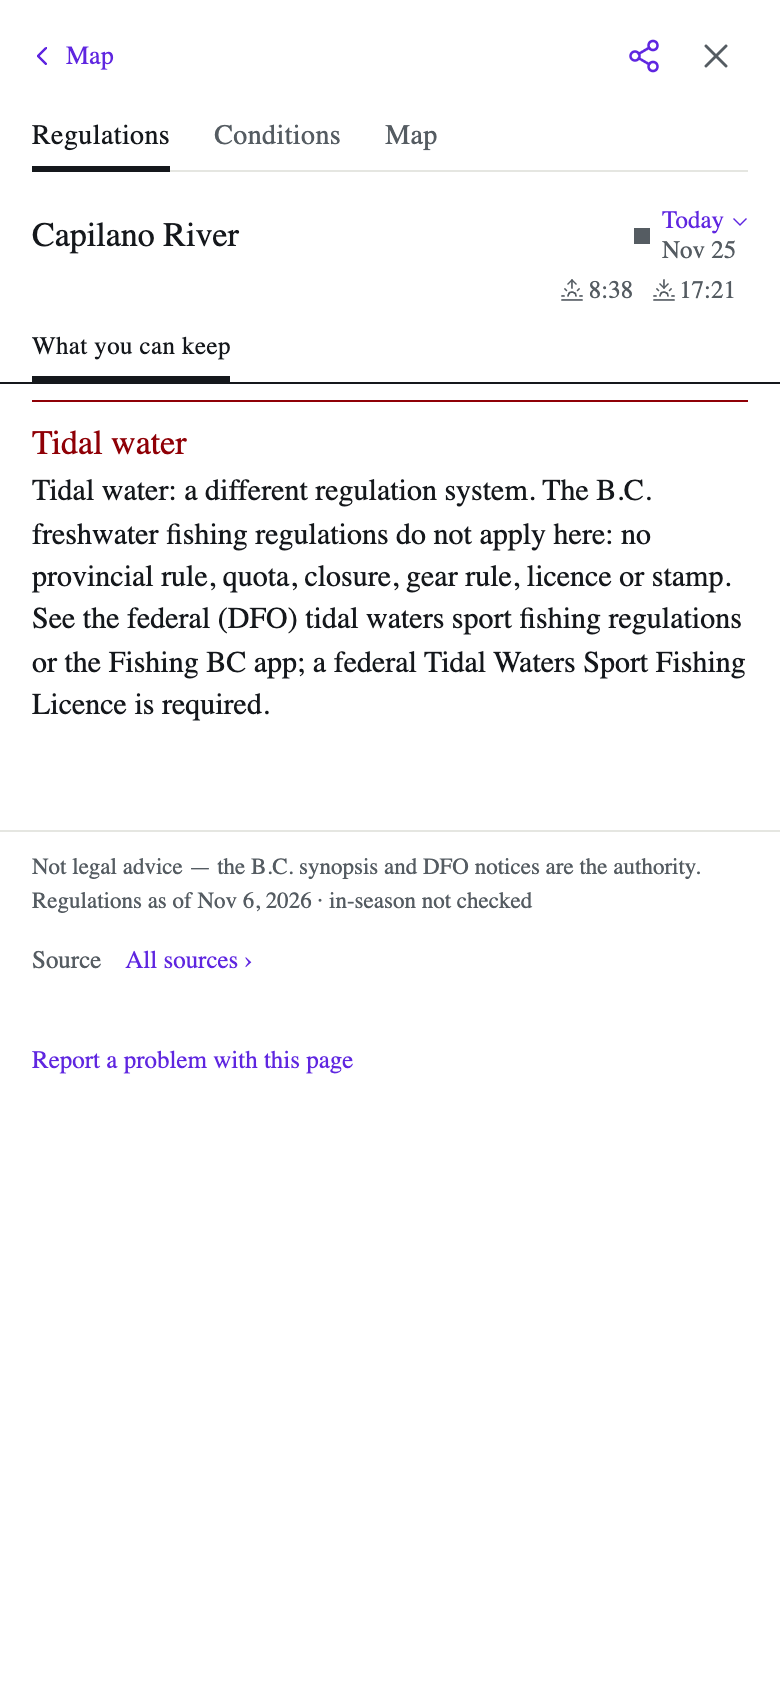 Map
Regulations Conditions Map
Capilano River
Today
Nov 25
8:38 17:21
What you can keep
Tidal water
Tidal water: a different regulation system. The B.C.
freshwater fishing regulations do not apply here: no
provincial rule, quota, closure, gear rule, licence or stamp.
See the federal (DFO) tidal waters sport fishing regulations
or the Fishing BC app; a federal Tidal Waters Sport Fishing
Licence is required.
Not legal advice — the B.C. synopsis and DFO notices are the authority.
Regulations as of Nov 6, 2026 · in-season not checked
Source All sources ›
Report a problem with this page